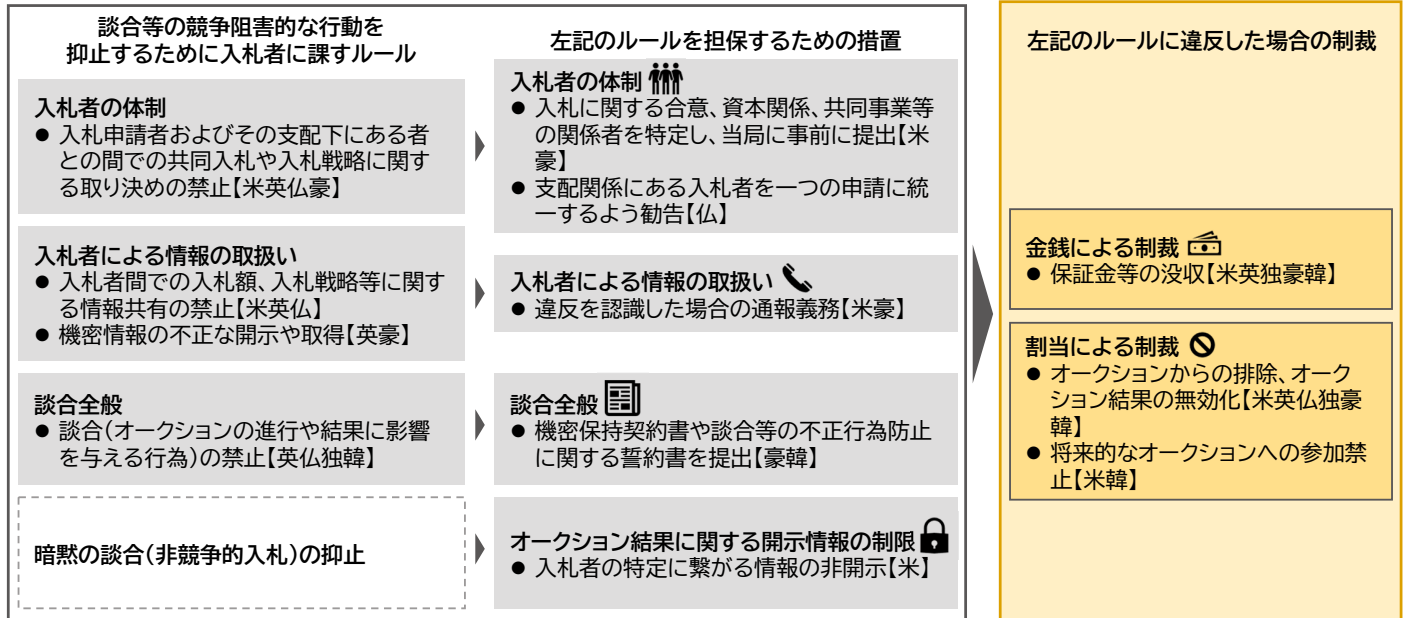 談合等の競争阻害的な行動を
抑止するために入札者に課すルール
入札者の体制
● 入札申請者およびその支配下にある者
との間での共同入札や入札戦略に関す
る取り決めの禁止【米英仏豪】
入札者による情報の取扱い
● 入札者間での入札額、入札戦略等に関す
る情報共有の禁止【米英仏】
● 機密情報の不正な開示や取得【英豪】
談合全般
● 談合(オークションの進行や結果に影響
を与える行為)の禁止【英仏独韓】
暗黙の談合(非競争的入札)の抑止
左記のルールを担保するための措置
入札者の体制
● 入札に関する合意、資本関係、共同事業等
の関係者を特定し、当局に事前に提出【米
豪】
● 支配関係にある入札者を一つの申請に統
一するよう勧告【仏】
入札者による情報の取扱い
● 違反を認識した場合の通報義務【米豪】
談合全般
● 機密保持契約書や談合等の不正行為防止
に関する誓約書を提出【豪韓】
オークション結果に関する開示情報の制限
● 入札者の特定に繋がる情報の非開示【米】
左記のルールに違反した場合の制裁
金銭による制裁
● 保証金等の没収【米英独豪韓】
割当による制裁
● オークションからの排除、オーク
ション結果の無効化【米英仏独豪
韓】
● 将来的なオークションへの参加禁
止【米韓】